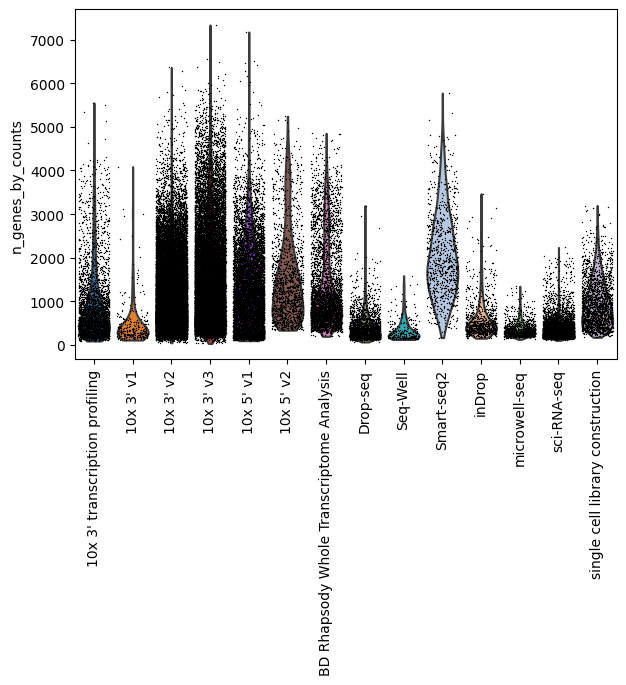 n_genes_by_counts
7000
6000
5000
4000
3000
2000
1000
0
10x 3' transcription profiling
10x 3' v1
10x 3' v2
10x 3' v3
10x 5' v1
10x 5' v2
BD Rhapsody Whole Transcriptome Analysis
Drop-seq
Seq-Well
Smart-seq2
inDrop
microwell-seq
sci-RNA-seq
single cell library construction